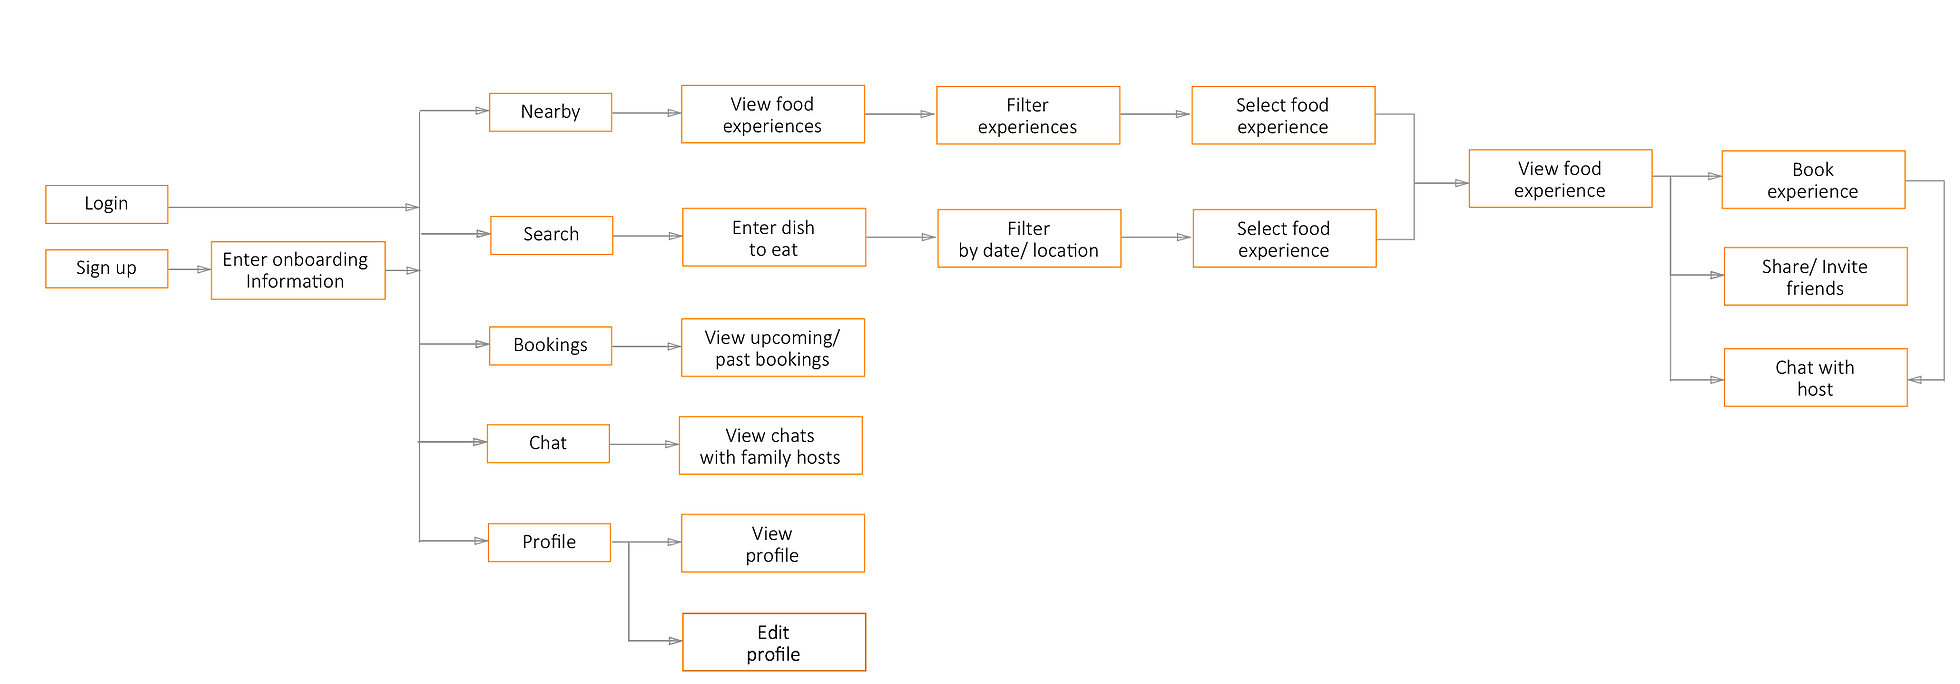 Login
Sign up
Enter onboarding
Information
Nearby
View food
experiences
Filter
experiences
Select food
experience
Search
Enter dish
to eat
Filter
by date/ location
Select food
experience
View food
experience
Book
experience
Share/ Invite
friends
Chat with
host
Bookings
View upcoming/
past bookings
Chat
View chats
with family hosts
Profile
View
profile
Edit
profile